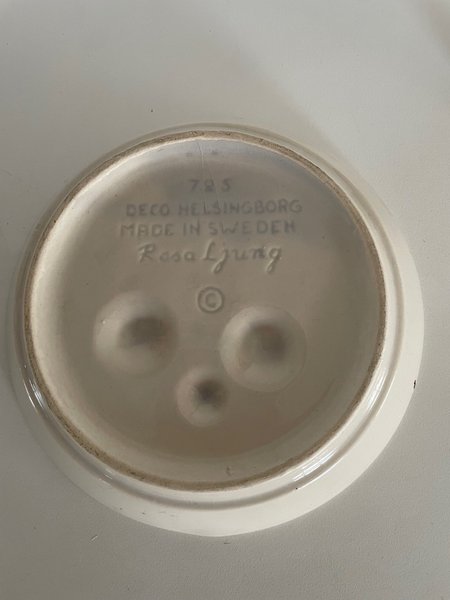 725
DECO HELSINGBORG
MADE IN SWEDEN
Rosa Ljung
©